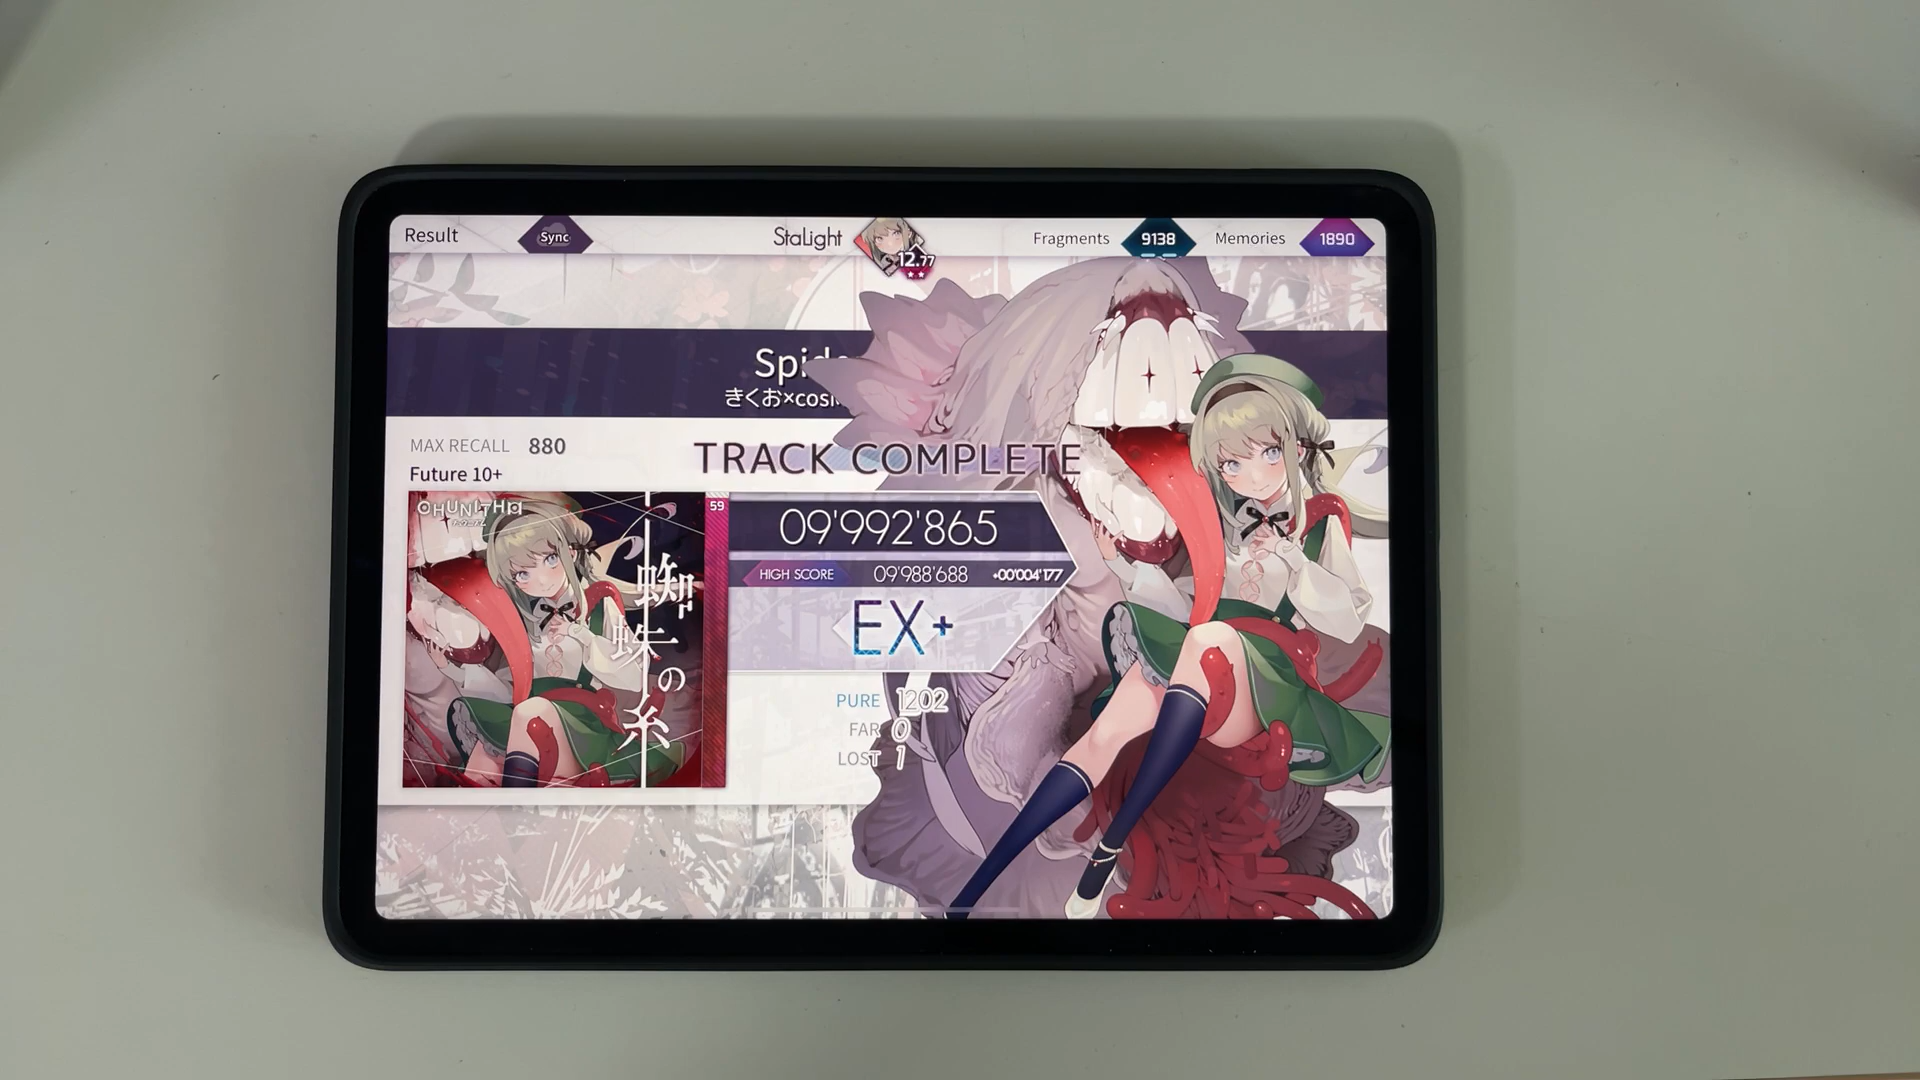 Result
Sync
StaLight
12.77
Fragments
9138
Memories
1890
きくお×
MAX RECALL 880
TRACK COMPLETE
Future 10+
CHUNITHM
蜘蛛の糸
59
09'992'865
HIGH SCORE 09'988'688 +00'004'177
EX+
PURE 1202
FAR 0
LOST 1